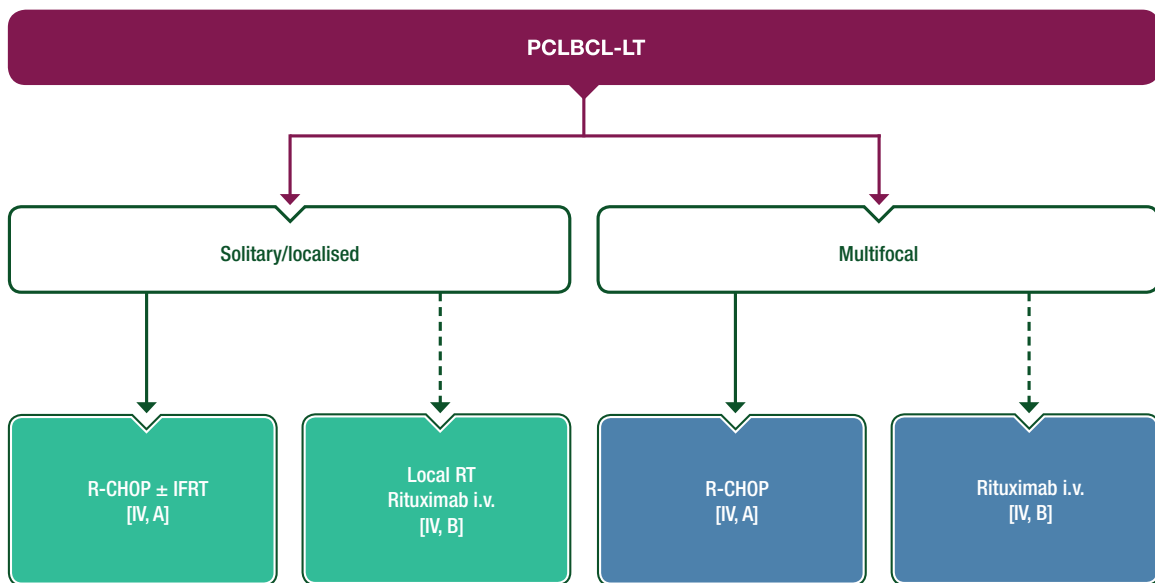 PCLBCL-LT
Solitary/localised
Multifocal
R-CHOP ± IFRT
[IV, A]
Local RT
Rituximab i.v.
[IV, B]
R-CHOP
[IV, A]
Rituximab i.v.
[IV, B]